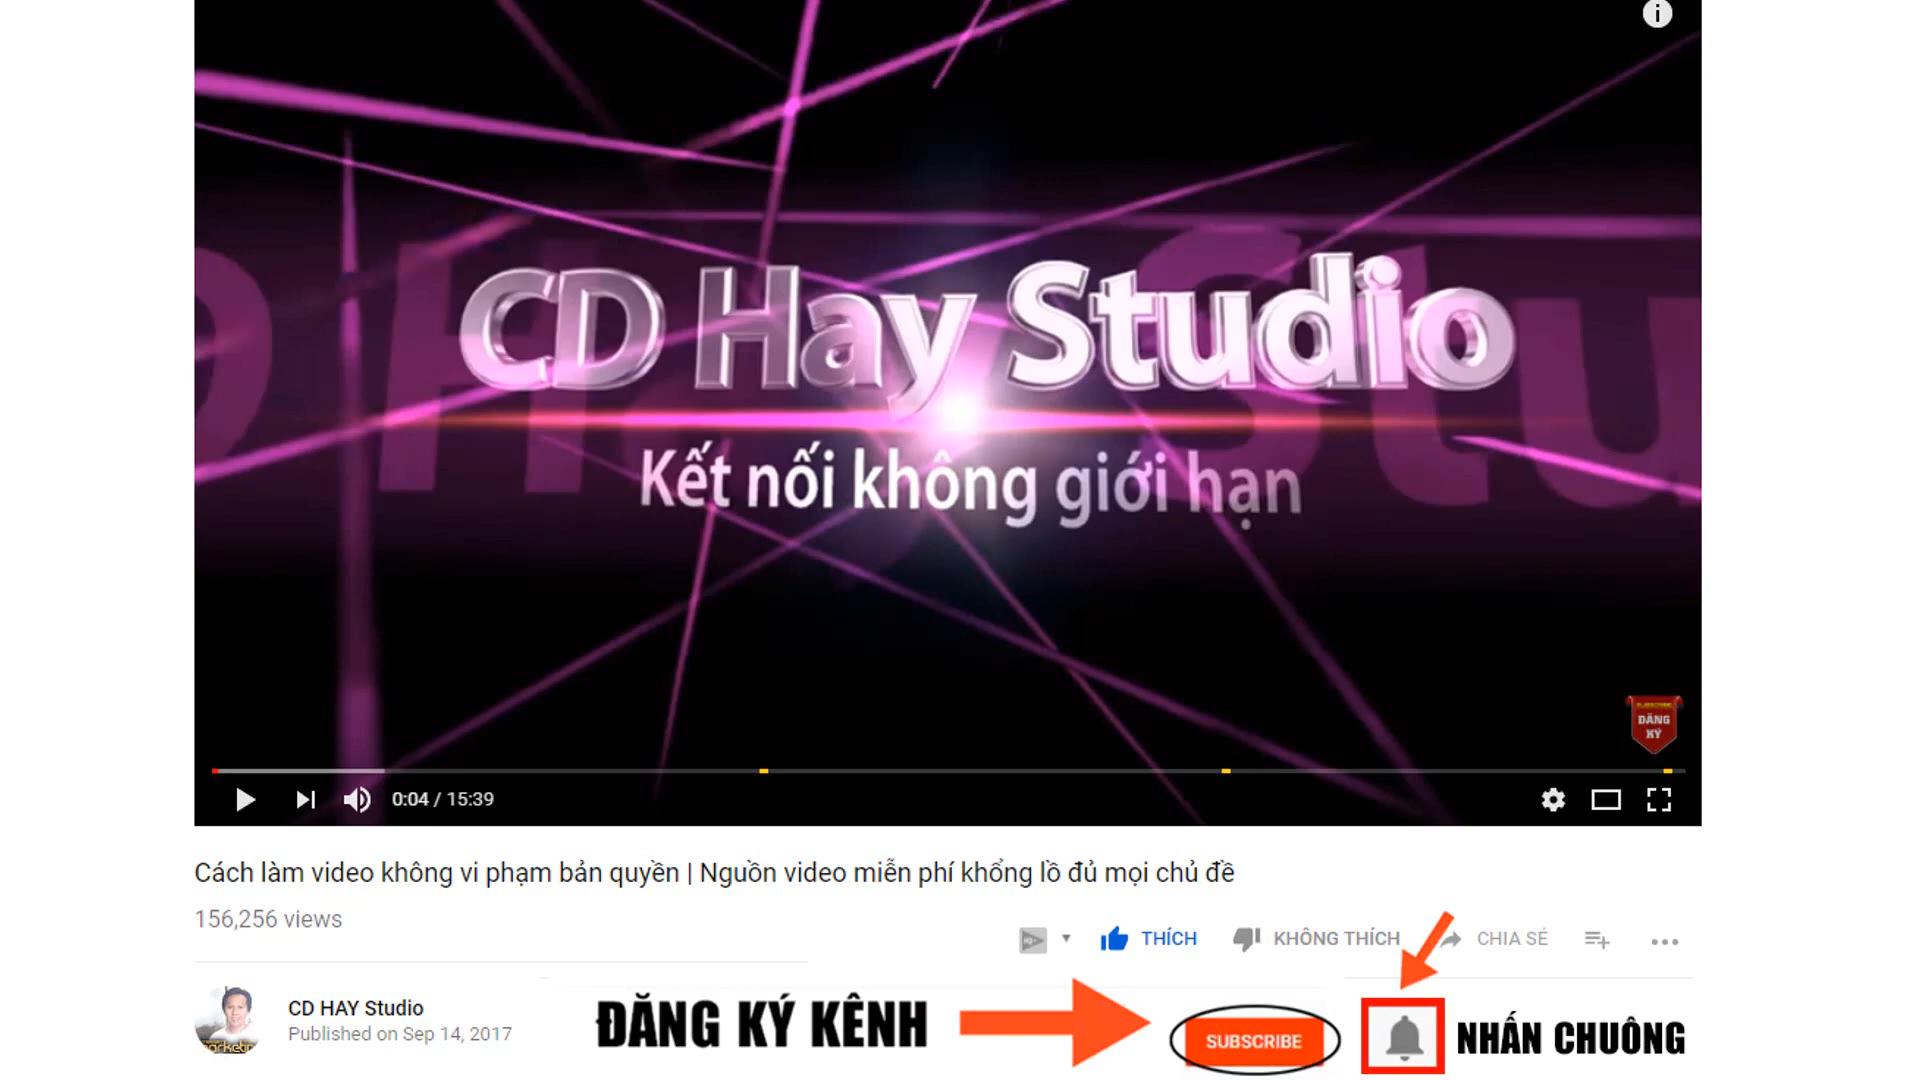 CD Hay Studio
Kết nối không giới hạn
SUBSCRIBE
ĐĂNG
KÝ
0:04 / 15:39
Cách làm video không vi phạm bản quyền | Nguồn video miễn phí khổng lồ đủ mọi chủ đề
156,256 views
THÍCH
KHÔNG THÍCH
CHIA SẺ
CD HAY Studio
Published on Sep 14, 2017
ĐĂNG KÝ KÊNH
SUBSCRIBE
NHẤN CHUÔNG